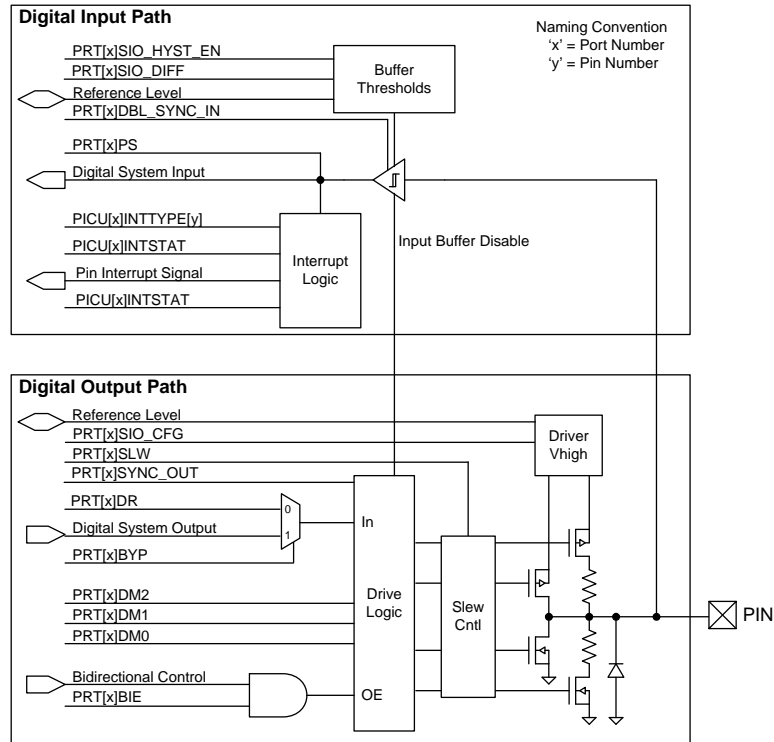 Digital Input Path
Naming Convention
'x' = Port Number
'y' = Pin Number
PRT[x]SIO_HYST_EN
PRT[x]SIO_DIFF
Reference Level
PRT[x]DBL_SYNC_IN
Buffer
Thresholds
PRT[x]PS
Digital System Input
PICU[x]INTTYPE[y]
PICU[x]INTSTAT
Pin Interrupt Signal
PICU[x]INTSTAT
Interrupt
Logic
Input Buffer Disable
Digital Output Path
Reference Level
PRT[x]SIO_CFG
PRT[x]SLW
PRT[x]SYNC_OUT
Driver
Vhigh
PRT[x]DR
Digital System Output
PRT[x]BYP
0
1
In
PRT[x]DM2
PRT[x]DM1
PRT[x]DM0
Drive
Logic
Slew
Cntl
PIN
Bidirectional Control
PRT[x]BIE
OE